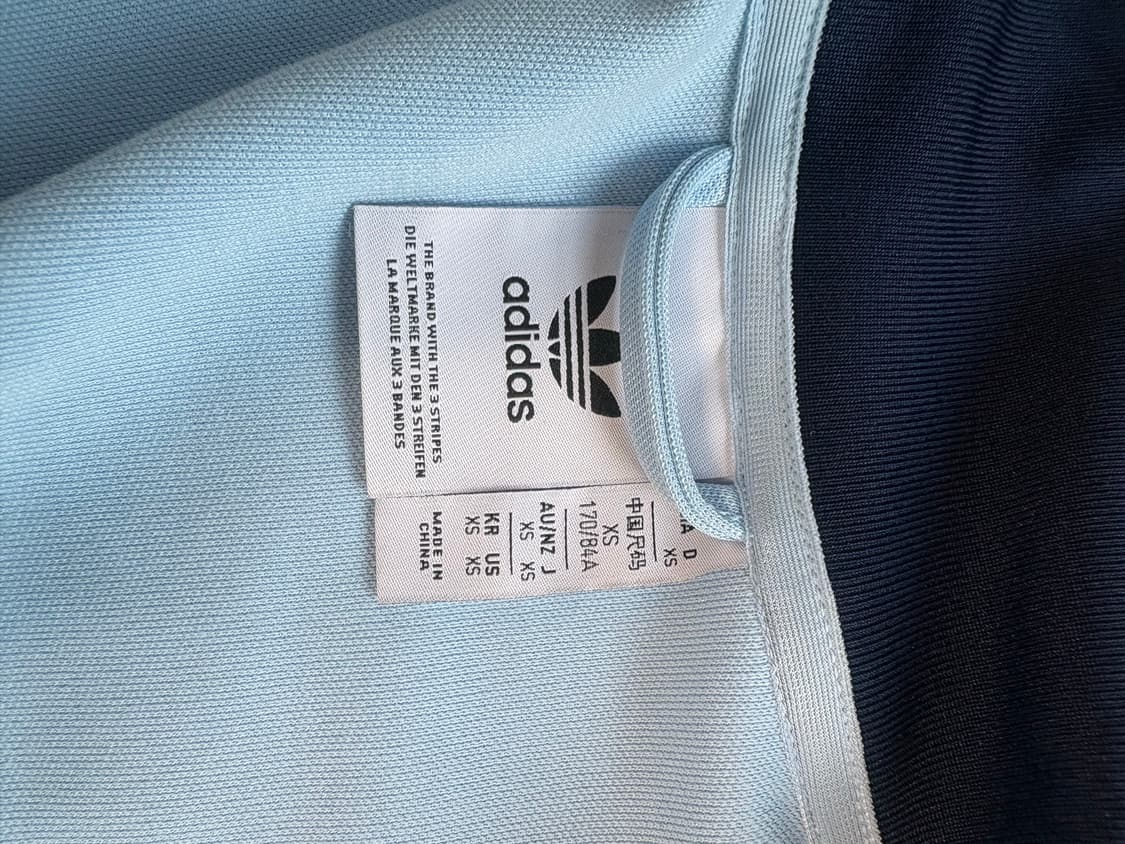 adidas
THE BRAND WITH THE 3 STRIPES
DIE WELTMARKE MIT DEN 3 STREIFEN
LA MARQUE AUX 3 BANDES
D
XS
中国尺码
XS
170/84A
AU/NZ J
XS XS
KR US
XS XS
MADE IN
CHINA